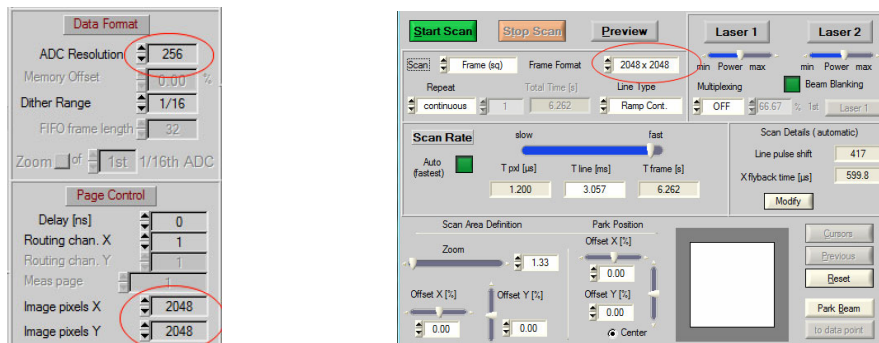 Data Format
ADC Resolution 256
Memory Offset 0.00 %
Dither Range 1/16
FIFO frame length 32
Zoom of 1st 1/16th ADC
Page Control
Delay [ns] 0
Routing chan. X 1
Routing chan. Y 1
Meas page 1
Image pixels X 2048
Image pixels Y 2048
Start Scan Stop Scan Preview
Scan Frame (sq) Frame Format 2048 x 2048
Repeat Total Time [s] Line Type
continuous 1 6.262 Ramp Cont.
Laser 1 Laser 2
min Power max min Power max
Multiplexing Beam Blanking
OFF 66.67 % 1st Laser 1
Scan Rate slow fast
Auto (fastest) T pxl [µs] T line [ms] T frame [s]
1.200 3.057 6.262
Scan Details (automatic)
Line pulse shift 417
X flyback time [µs] 599.8
Modify
Scan Area Definition Park Position
Zoom 1.33
Offset X [%] 0.00
Offset X [%] Offset Y [%] Offset Y [%]
0.00 0.00 0.00
Center
Cursors
Previous
Reset
Park Beam
to data point